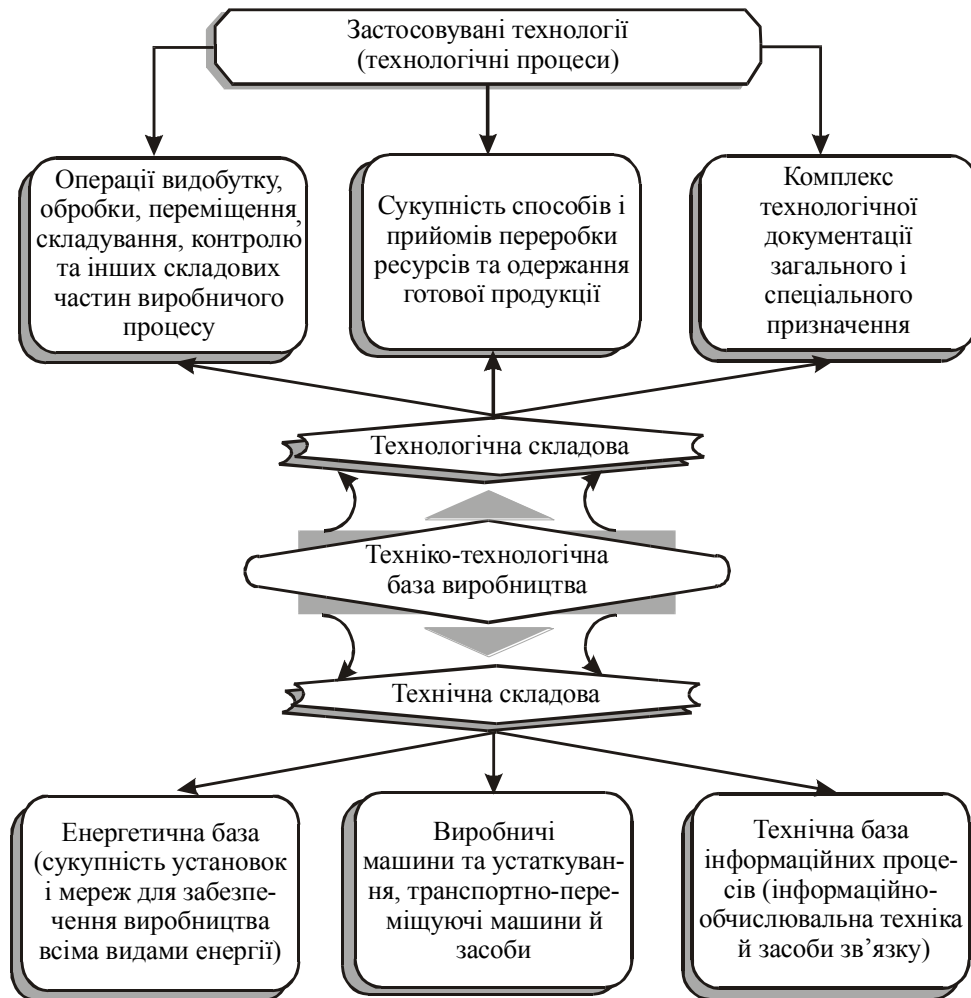 Застосовувані технології
(технологічні процеси)
Операції видобутку,
обробки, переміщення,
складування, контролю
та інших складових
частин виробничого
процесу
Сукупність способів і
прийомів переробки
ресурсів та одержання
готової продукції
Комплекс
технологічної
документації
загального і
спеціального
призначення
Технологічна складова
Техніко-технологічна
база виробництва
Технічна складова
Енергетична база
(сукупність установок
і мереж для забезпе-
чення виробництва
всіма видами енергії)
Виробничі
машини та устаткуван-
ня, транспортно-пере-
міщуючі машини й
засоби
Технічна база
інформаційних проце-
сів (інформаційно-
обчислювальна техніка
й засоби зв’язку)